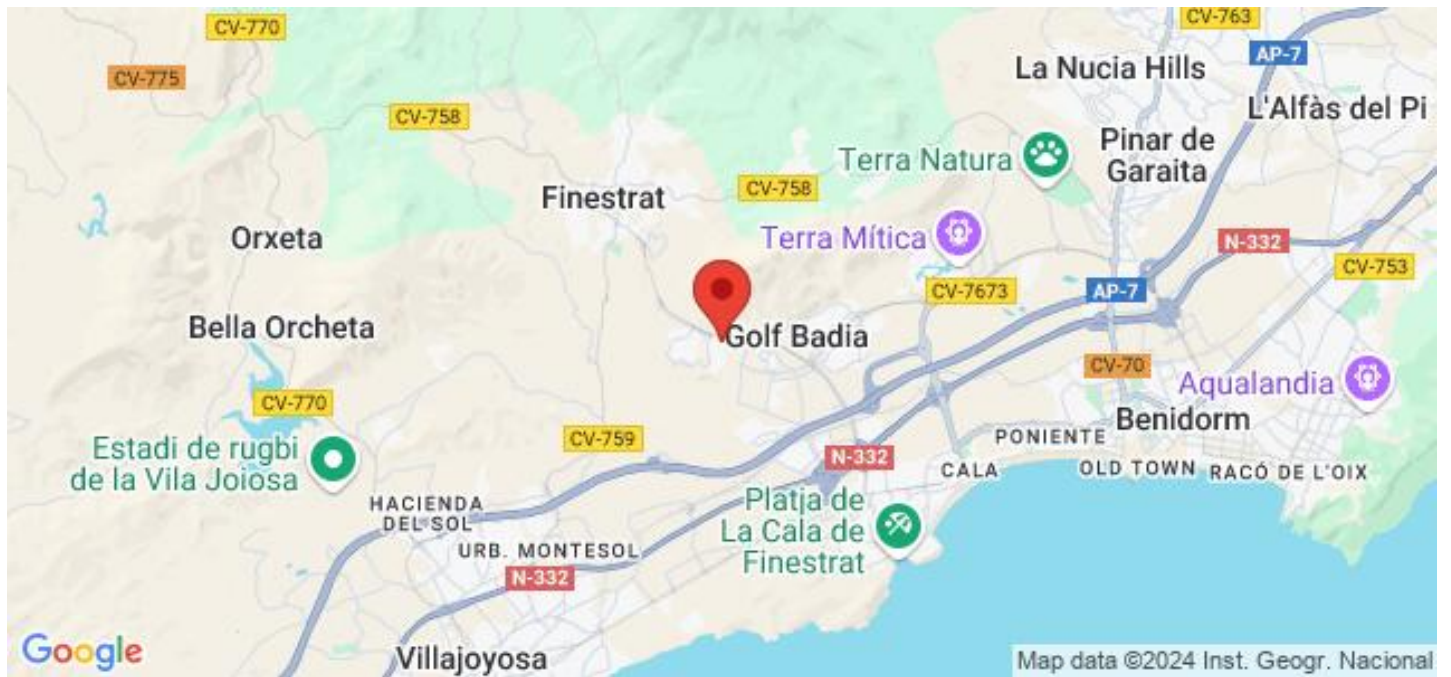 CV-770
CV-763
CV-775
AP-7
La Nucia Hills
L'Alfàs del Pi
CV-758
Pinar de
Garaita
Terra Natura
CV-758
Finestrat
Orxeta
Terra Mítica
N-332
CV-753
CV-7673
AP-7
Bella Orcheta
Golf Badia
CV-70
Aqualandia
CV-770
Benidorm
CV-759
PONIENTE
Estadi de rugbi
de la Vila Joiosa
N-332
CALA
OLD TOWN
RACÓ DE L'OIX
HACIENDA
DEL SOL
Platja de
La Cala de
Finestrat
URB. MONTESOL
N-332
Villajoyosa
Google
Map data ©2024 Inst. Geogr. Nacional